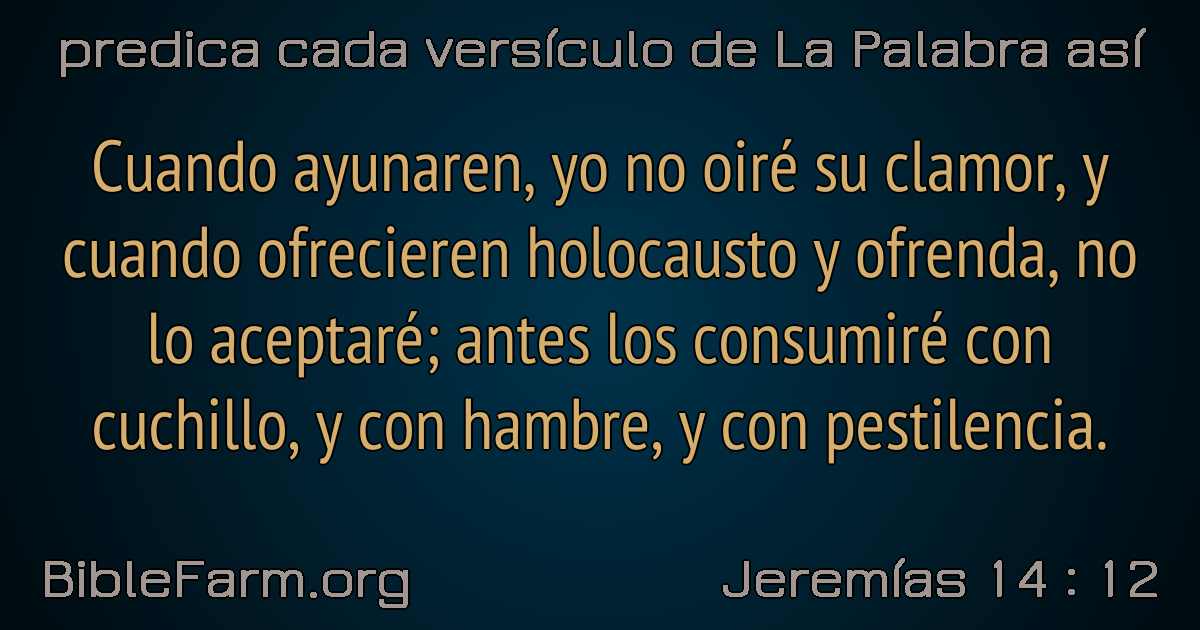 predica cada versículo de La Palabra así
Cuando ayunaren, yo no oiré su clamor, y
cuando ofrecieren holocausto y ofrenda, no
lo aceptaré; antes los consumiré con
cuchillo, y con hambre, y con pestilencia.
BibleFarm.org
Jeremías 14 : 12